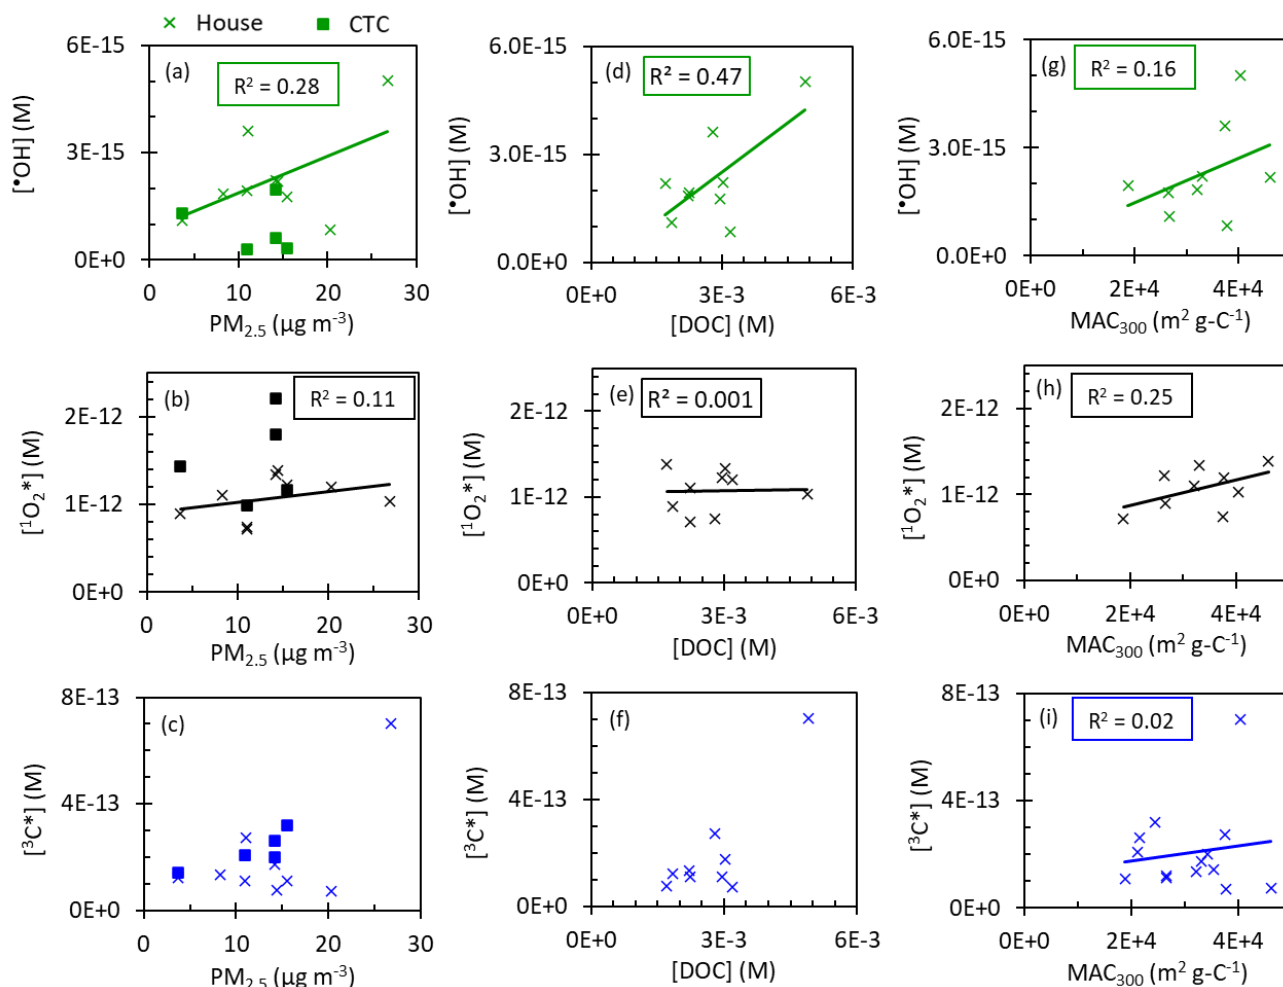 × House ■ CTC
(a)
R² = 0.28
[•OH] (M)
6E-15
3E-15
0E+0
0 10 20 30
PM₂.₅ (µg m⁻³)
(d)
R² = 0.47
[•OH] (M)
6.0E-15
3.0E-15
0.0E+0
0E+0 3E-3 6E-3
[DOC] (M)
(g)
R² = 0.16
[•OH] (M)
6.0E-15
3.0E-15
0.0E+0
0E+0 2E+4 4E+4
MAC₃₀₀ (m² g-C⁻¹)
(b)
R² = 0.11
[¹O₂*] (M)
2E-12
1E-12
0E+0
0 10 20 30
PM₂.₅ (µg m⁻³)
(e)
R² = 0.001
[¹O₂*] (M)
2E-12
1E-12
0E+0
0E+0 3E-3 6E-3
[DOC] (M)
(h)
R² = 0.25
[¹O₂*] (M)
2E-12
1E-12
0E+0
0E+0 2E+4 4E+4
MAC₃₀₀ (m² g-C⁻¹)
(c)
[³C*] (M)
8E-13
4E-13
0E+0
0 10 20 30
PM₂.₅ (µg m⁻³)
(f)
[³C*] (M)
8E-13
4E-13
0E+0
0E+0 3E-3 6E-3
[DOC] (M)
(i)
R² = 0.02
[³C*] (M)
8E-13
4E-13
0E+0
0E+0 2E+4 4E+4
MAC₃₀₀ (m² g-C⁻¹)